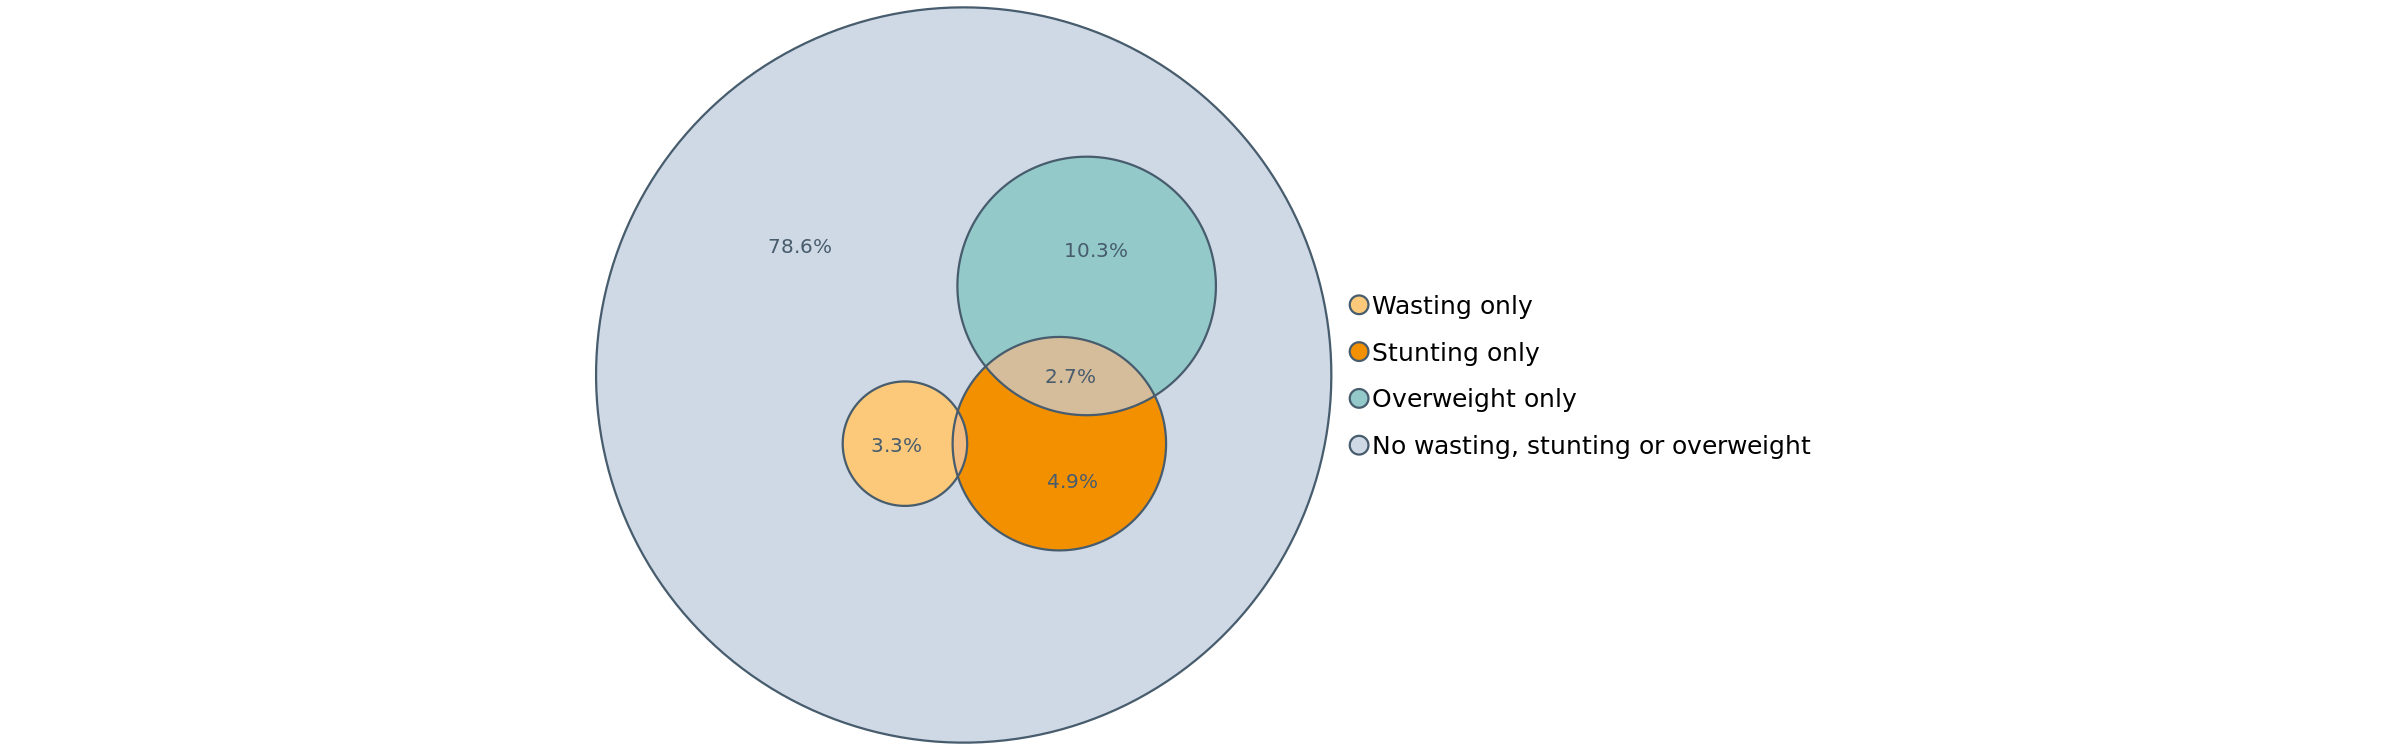 78.6%
10.3%
2.7%
3.3%
4.9%
Wasting only
Stunting only
Overweight only
No wasting, stunting or overweight